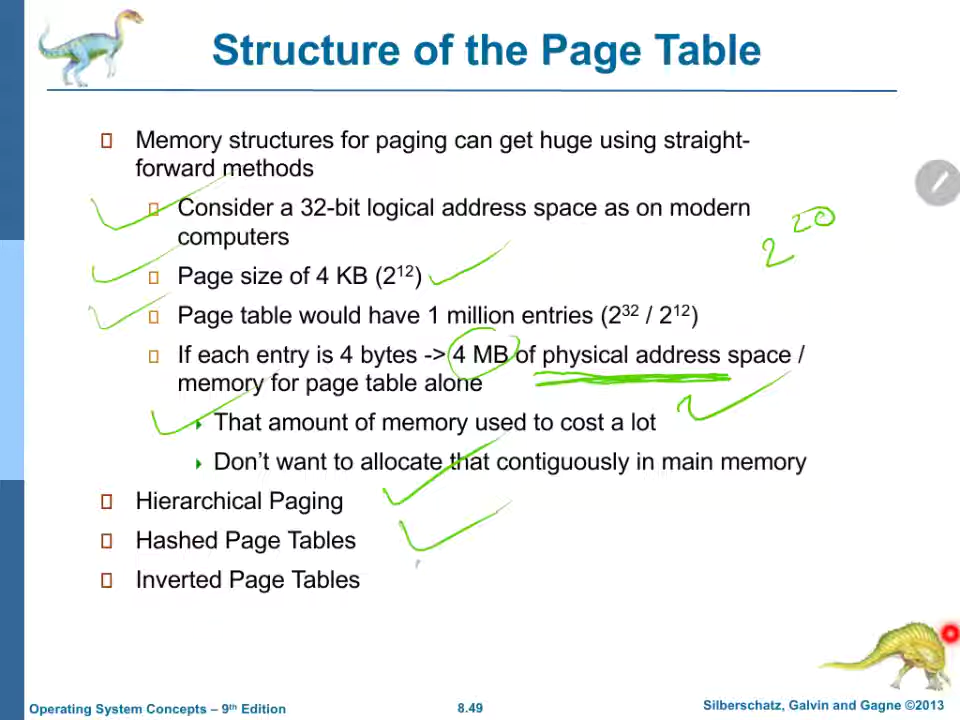 Structure of the Page Table
Memory structures for paging can get huge using straight-
forward methods
Consider a 32-bit logical address space as on modern
computers
Page size of 4 KB (2¹²)
Page table would have 1 million entries (2³² / 2¹²)
If each entry is 4 bytes -> 4 MB of physical address space /
memory for page table alone
That amount of memory used to cost a lot
Don’t want to allocate that contiguously in main memory
Hierarchical Paging
Hashed Page Tables
Inverted Page Tables
2²⁰
Operating System Concepts – 9th Edition
8.49
Silberschatz, Galvin and Gagne ©2013